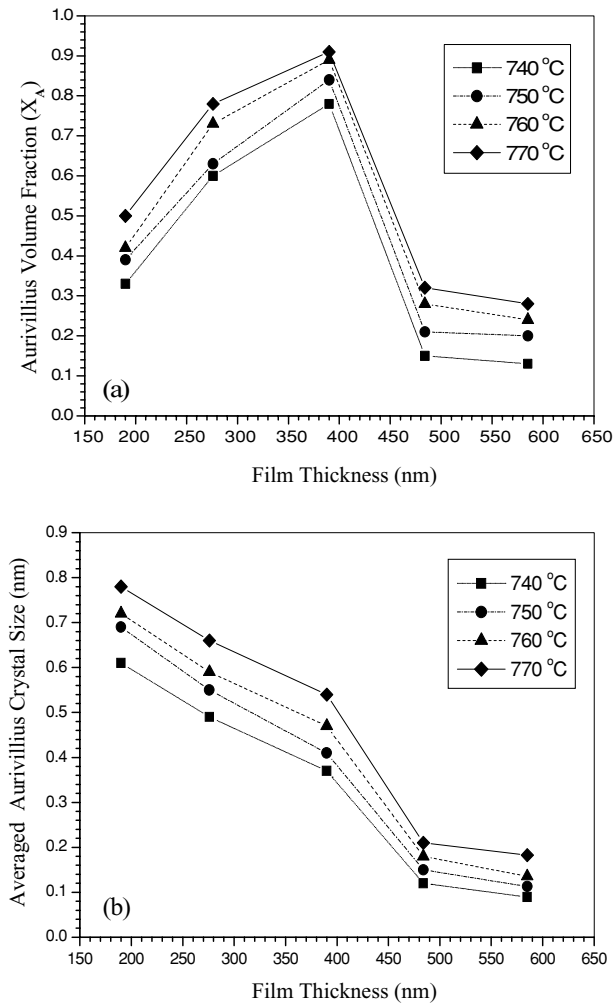 1.0
0.9
0.8
0.7
0.6
0.5
0.4
0.3
0.2
0.1
0.0
Aurivillius Volume Fraction (X_A)
740 °C
750 °C
760 °C
770 °C
(a)
150 200 250 300 350 400 450 500 550 600 650
Film Thickness (nm)
0.9
0.8
0.7
0.6
0.5
0.4
0.3
0.2
0.1
0.0
Averaged Aurivillius Crystal Size (nm)
740 °C
750 °C
760 °C
770 °C
(b)
150 200 250 300 350 400 450 500 550 600 650
Film Thickness (nm)